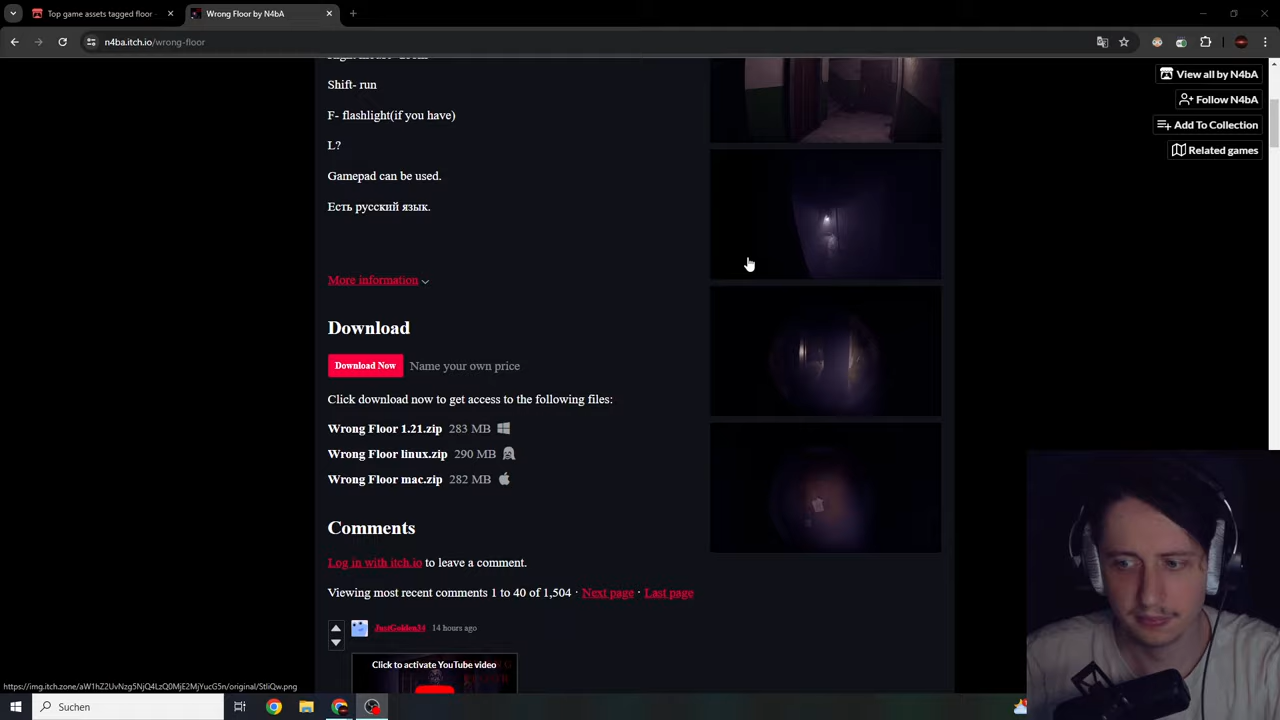 Top game assets tagged floor
Wrong Floor by N4bA
n4ba.itch.io/wrong-floor
View all by N4bA
Follow N4bA
Add To Collection
Related games
Shift- run
F- flashlight(if you have)
L?
Gamepad can be used.
Есть русский язык.
More information
Download
Download Now Name your own price
Click download now to get access to the following files:
Wrong Floor 1.21.zip 283 MB
Wrong Floor linux.zip 290 MB
Wrong Floor mac.zip 282 MB
Comments
Log in with itch.io to leave a comment.
Viewing most recent comments 1 to 40 of 1,504 · Next page · Last page
JustGolden34 14 hours ago
Click to activate YouTube video
Suchen